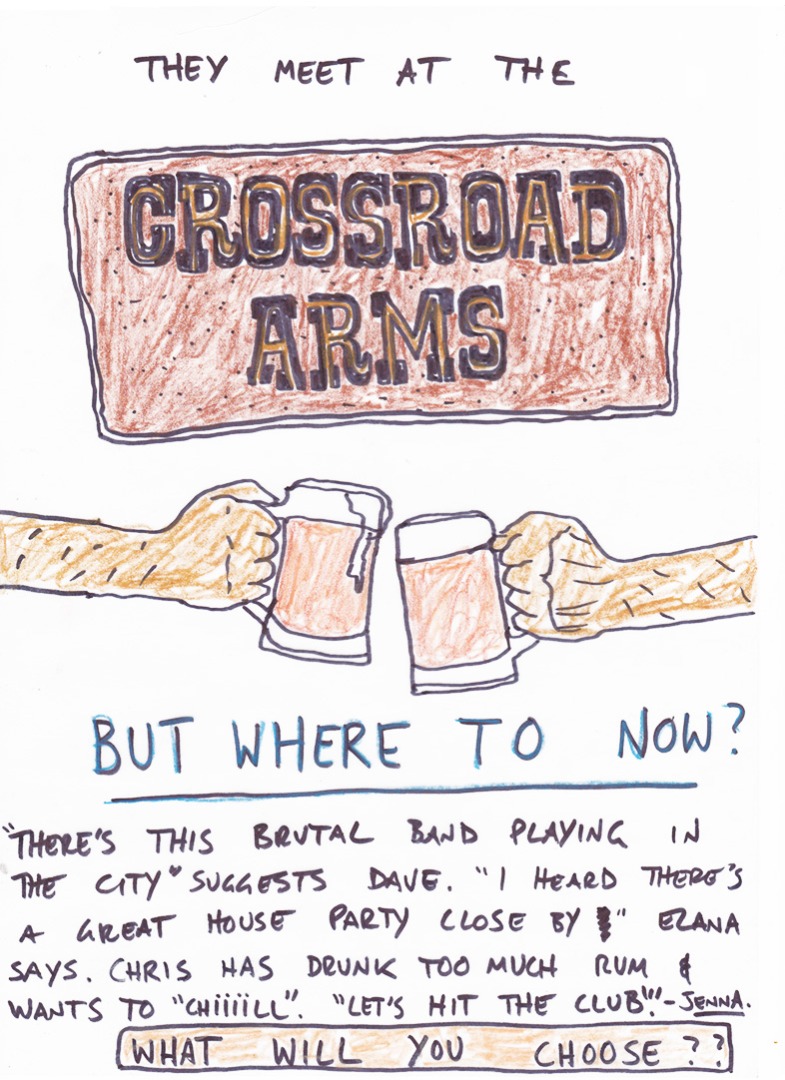 THEY MEET AT THE
CROSSROAD
ARMS
BUT WHERE TO NOW?
"THERE'S THIS BRUTAL BAND PLAYING IN
THE CITY" SUGGESTS DAVE. "I HEARD THERE'S
A GREAT HOUSE PARTY CLOSE BY" EZANA
SAYS. CHRIS HAS DRUNK TOO MUCH RUM &
WANTS TO "CHIIIILL". "LET'S HIT THE CLUB!" - JENNA.
WHAT WILL YOU CHOOSE??